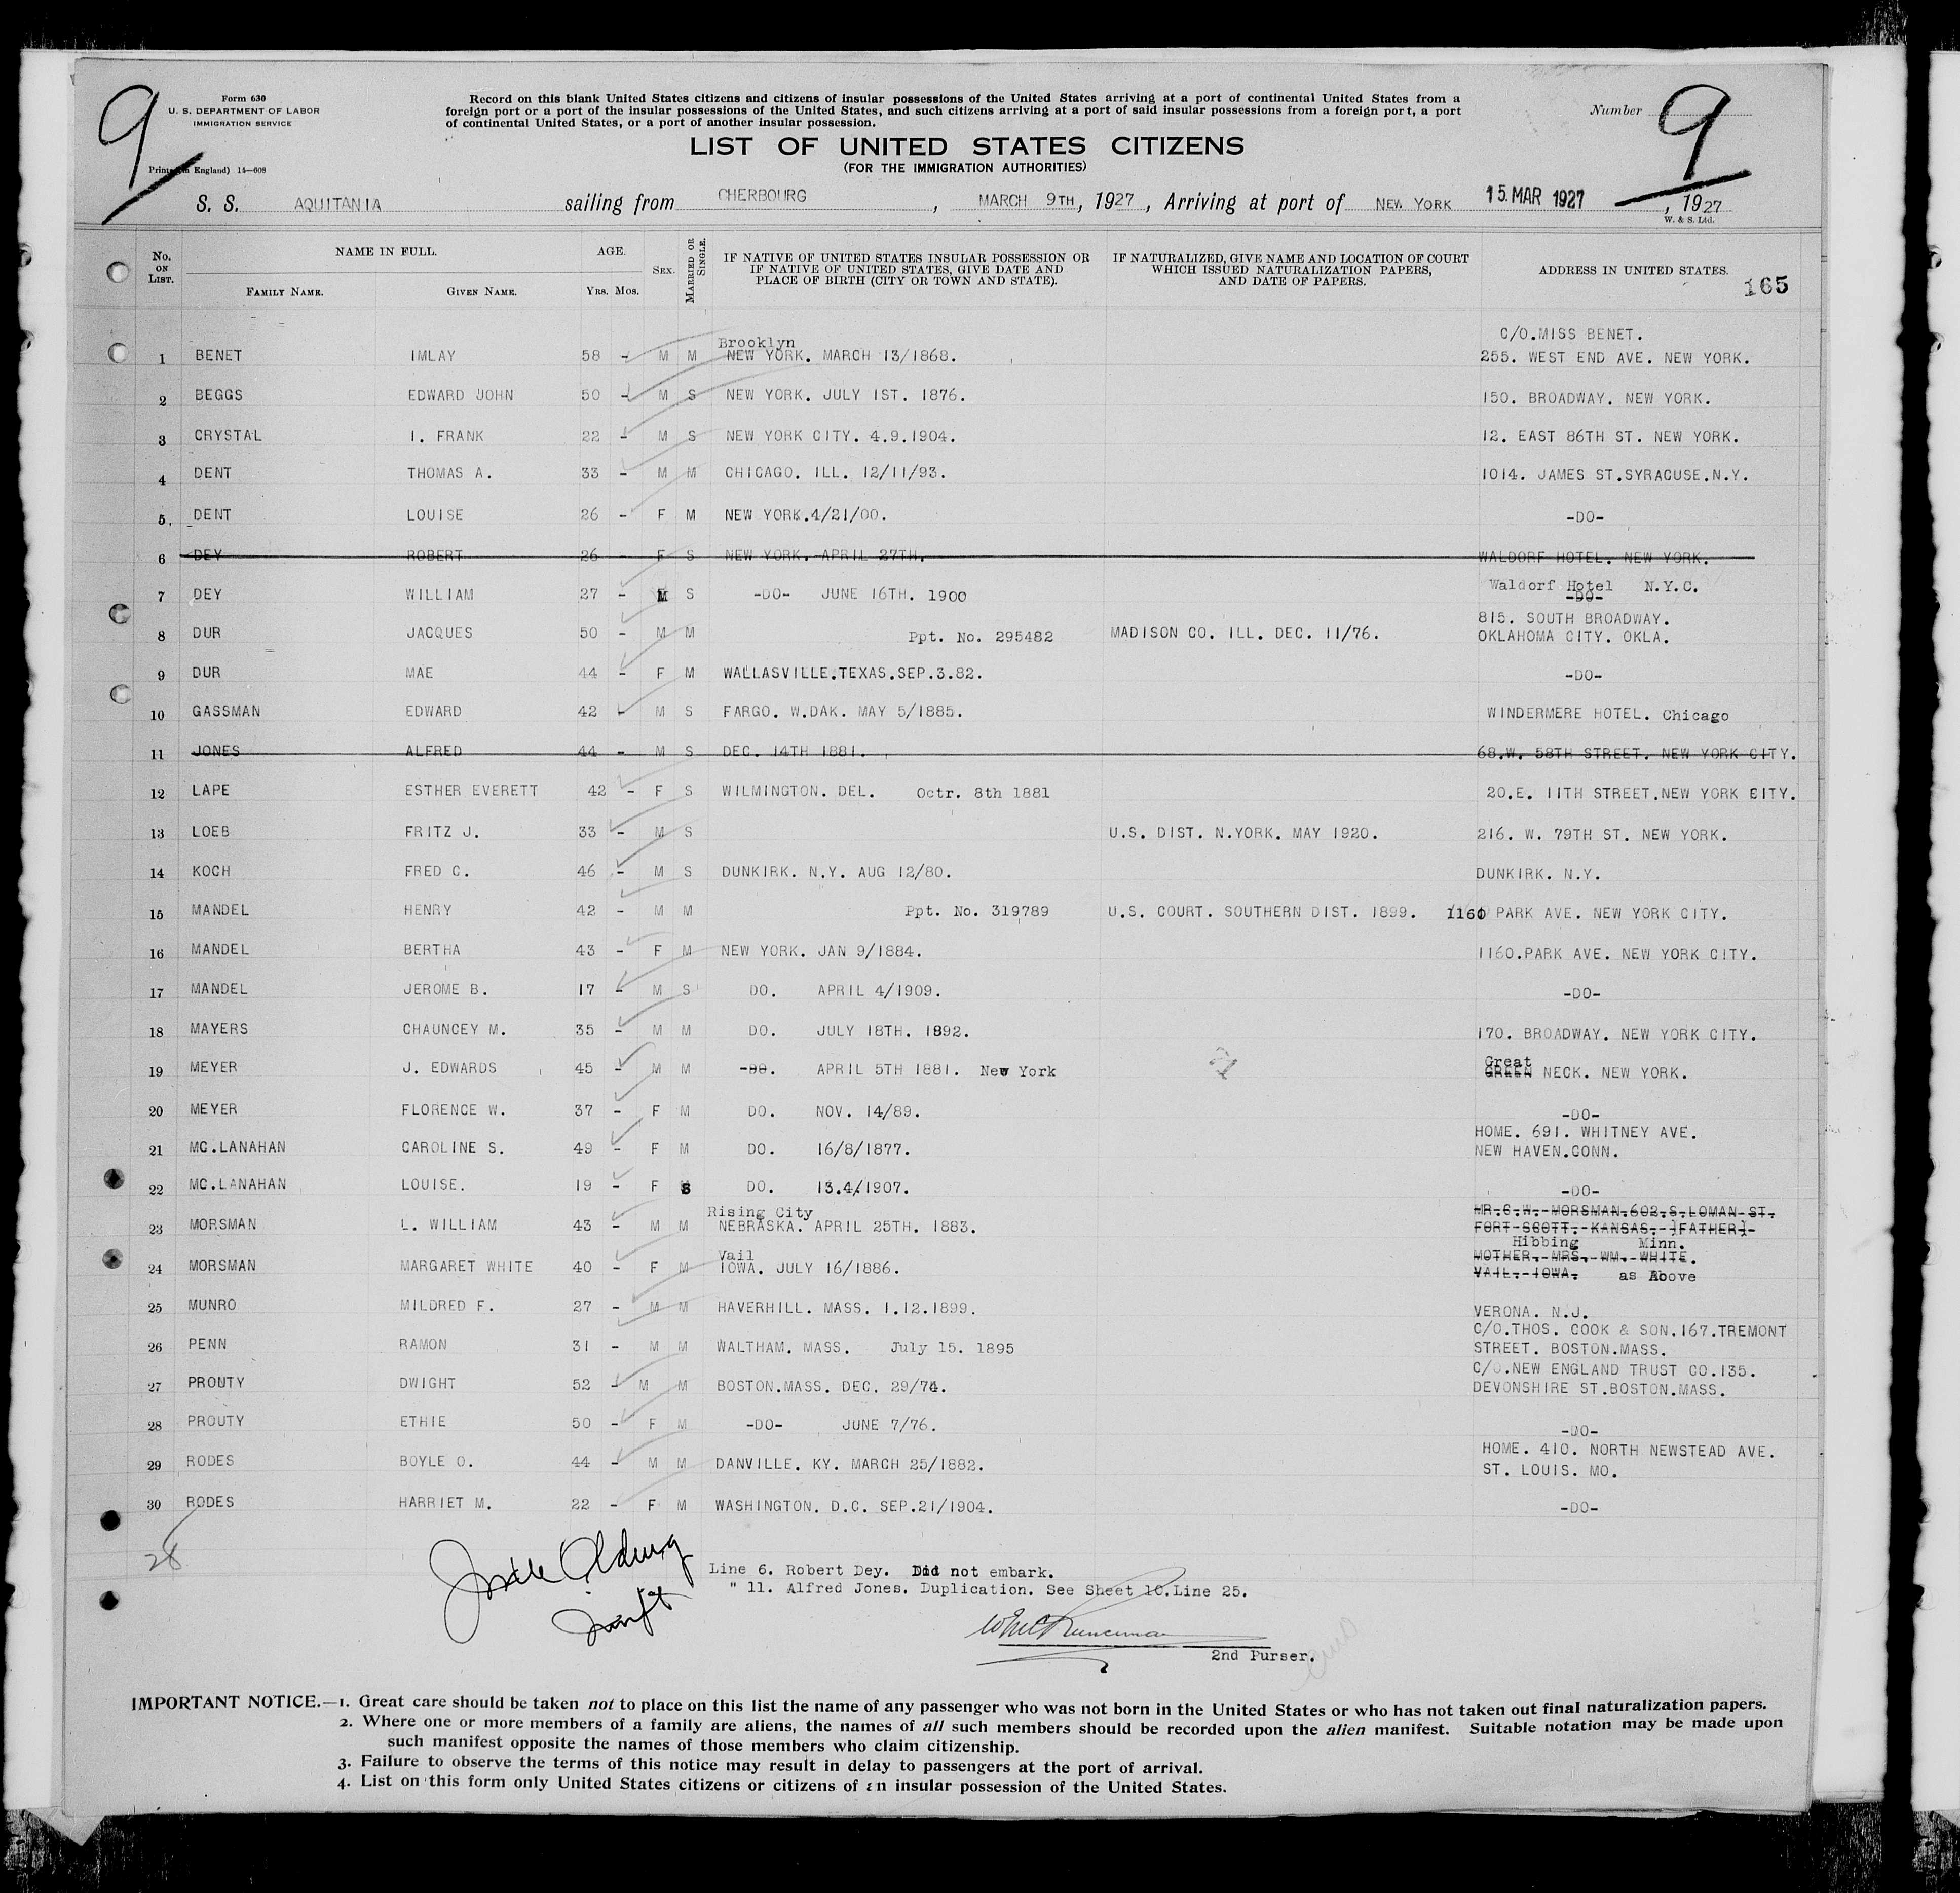 9
Form 630
U. S. DEPARTMENT OF LABOR
IMMIGRATION SERVICE
England) 14—608
Record on this blank United States citizens and citizens of insular possessions of the United States arriving at a port of continental United States from a
foreign port or a port of the insular possessions of the United States, and such citizens arriving at a port of said insular possessions from a foreign port, a port
of continental United States, or a port of another insular possession.
Number 9
LIST OF UNITED STATES CITIZENS
(FOR THE IMMIGRATION AUTHORITIES)
S. S. AQUITANIA sailing from CHERBOURG, MARCH 9TH, 1927, Arriving at port of NEW YORK 15. MAR 1927, 1927
W. & S. Ltd.
No. ON LIST. NAME IN FULL. FAMILY NAME. GIVEN NAME. AGE. YRS. MOS. SEX. MARRIED OR SINGLE. IF NATIVE OF UNITED STATES INSULAR POSSESSION OR IF NATIVE OF UNITED STATES, GIVE DATE AND PLACE OF BIRTH (CITY OR TOWN AND STATE). IF NATURALIZED, GIVE NAME AND LOCATION OF COURT WHICH ISSUED NATURALIZATION PAPERS, AND DATE OF PAPERS. ADDRESS IN UNITED STATES.
165
Brooklyn C/O.MISS BENET.
1 BENET IMLAY 58 - M M NEW YORK. MARCH 13/1868. 255. WEST END AVE. NEW YORK.
2 BEGGS EDWARD JOHN 50 - M S NEW YORK. JULY 1ST. 1876. 150. BROADWAY. NEW YORK.
3 CRYSTAL I. FRANK 22 - M S NEW YORK CITY. 4.9.1904. 12. EAST 86TH ST. NEW YORK.
4 DENT THOMAS A. 33 - M M CHICAGO. ILL. 12/11/93. 1014. JAMES ST.SYRACUSE.N.Y.
5. DENT LOUISE 26 - F M NEW YORK.4/21/00. -DO-
6 DEY ROBERT 26 - F S NEW YORK. APRIL 27TH. WALDORF HOTEL. NEW YORK.
Waldorf Hotel N.Y.C.
7 DEY WILLIAM 27 - M S -DO- JUNE 16TH. 1900 -DO-
815. SOUTH BROADWAY.
8 DUR JACQUES 50 - M M Ppt. No. 295482 MADISON CO. ILL. DEC. 11/76. OKLAHOMA CITY. OKLA.
9 DUR MAE 44 - F M WALLASVILLE.TEXAS.SEP.3.82. -DO-
10 GASSMAN EDWARD 42 - M S FARGO. W.DAK. MAY 5/1885. WINDERMERE HOTEL. Chicago
11 JONES ALFRED 44 - M S DEC. 14TH 1881. 68.W. 58TH STREET. NEW YORK CITY.
12 LAPE ESTHER EVERETT 42 - F S WILMINGTON. DEL. Octr. 8th 1881 20.E. 11TH STREET.NEW YORK CITY.
13 LOEB FRITZ J. 33 - M S U.S. DIST. N.YORK. MAY 1920. 216. W. 79TH ST. NEW YORK.
14 KOCH FRED C. 46 - M S DUNKIRK. N.Y. AUG 12/80. DUNKIRK. N.Y.
15 MANDEL HENRY 42 - M M Ppt. No. 319789 U.S. COURT. SOUTHERN DIST. 1899. 1160 PARK AVE. NEW YORK CITY.
16 MANDEL BERTHA 43 - F M NEW YORK. JAN 9/1884. 1160.PARK AVE. NEW YORK CITY.
17 MANDEL JEROME B. 17 - M S DO. APRIL 4/1909. -DO-
18 MAYERS CHAUNCEY M. 35 - M M DO. JULY 18TH. 1892. 170. BROADWAY. NEW YORK CITY.
Great
19 MEYER J. EDWARDS 45 - M M -DO. APRIL 5TH 1881. New York GREEN NECK. NEW YORK.
20 MEYER FLORENCE W. 37 - F M DO. NOV. 14/89. -DO-
HOME. 691. WHITNEY AVE.
21 MC.LANAHAN CAROLINE S. 49 - F M DO. 16/8/1877. NEW HAVEN.CONN.
22 MC.LANAHAN LOUISE. 19 - F S DO. 13.4/1907. -DO-
Rising City MR.C.W. MORSMAN.602.S.LOMAN ST.
23 MORSMAN L. WILLIAM 43 - M M NEBRASKA. APRIL 25TH. 1883. FORT SCOTT. KANSAS. (FATHER)
Hibbing Minn.
Vail MOTHER. MRS. WM. WHITE.
24 MORSMAN MARGARET WHITE 40 - F M IOWA. JULY 16/1886. VAIL. IOWA. as Above
25 MUNRO MILDRED F. 27 - M M HAVERHILL. MASS. 1.12.1899. VERONA. N.J.
C/O.THOS. COOK & SON.167.TREMONT
26 PENN RAMON 31 - M M WALTHAM. MASS. July 15. 1895 STREET. BOSTON.MASS.
C/O.NEW ENGLAND TRUST CO.135.
27 PROUTY DWIGHT 52 - M M BOSTON.MASS. DEC. 29/74. DEVONSHIRE ST.BOSTON.MASS.
28 PROUTY ETHIE 50 - F M -DO- JUNE 7/76. -DO-
HOME. 410. NORTH NEWSTEAD AVE.
29 RODES BOYLE O. 44 - M M DANVILLE. KY. MARCH 25/1882. ST. LOUIS. MO.
30 RODES HARRIET M. 22 - F M WASHINGTON. D.C. SEP.21/1904. -DO-
28
Line 6. Robert Dey. Did not embark.
" 11. Alfred Jones. Duplication. See Sheet 10.Line 25.
2nd Purser.
IMPORTANT NOTICE.—1. Great care should be taken not to place on this list the name of any passenger who was not born in the United States or who has not taken out final naturalization papers.
2. Where one or more members of a family are aliens, the names of all such members should be recorded upon the alien manifest. Suitable notation may be made upon
such manifest opposite the names of those members who claim citizenship.
3. Failure to observe the terms of this notice may result in delay to passengers at the port of arrival.
4. List on this form only United States citizens or citizens of an insular possession of the United States.